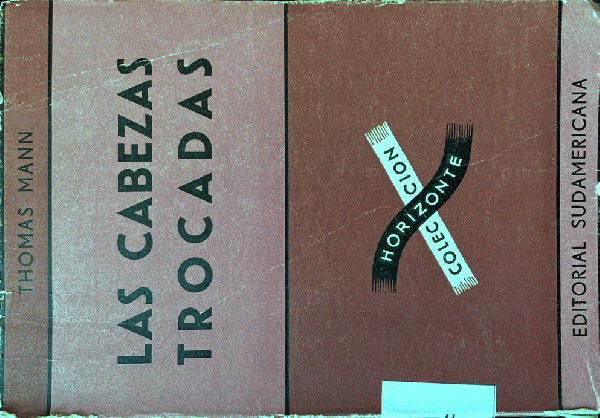 THOMAS MANN
LAS CABEZAS
TROCADAS
COLECCION
HORIZONTE
EDITORIAL SUDAMERICANA